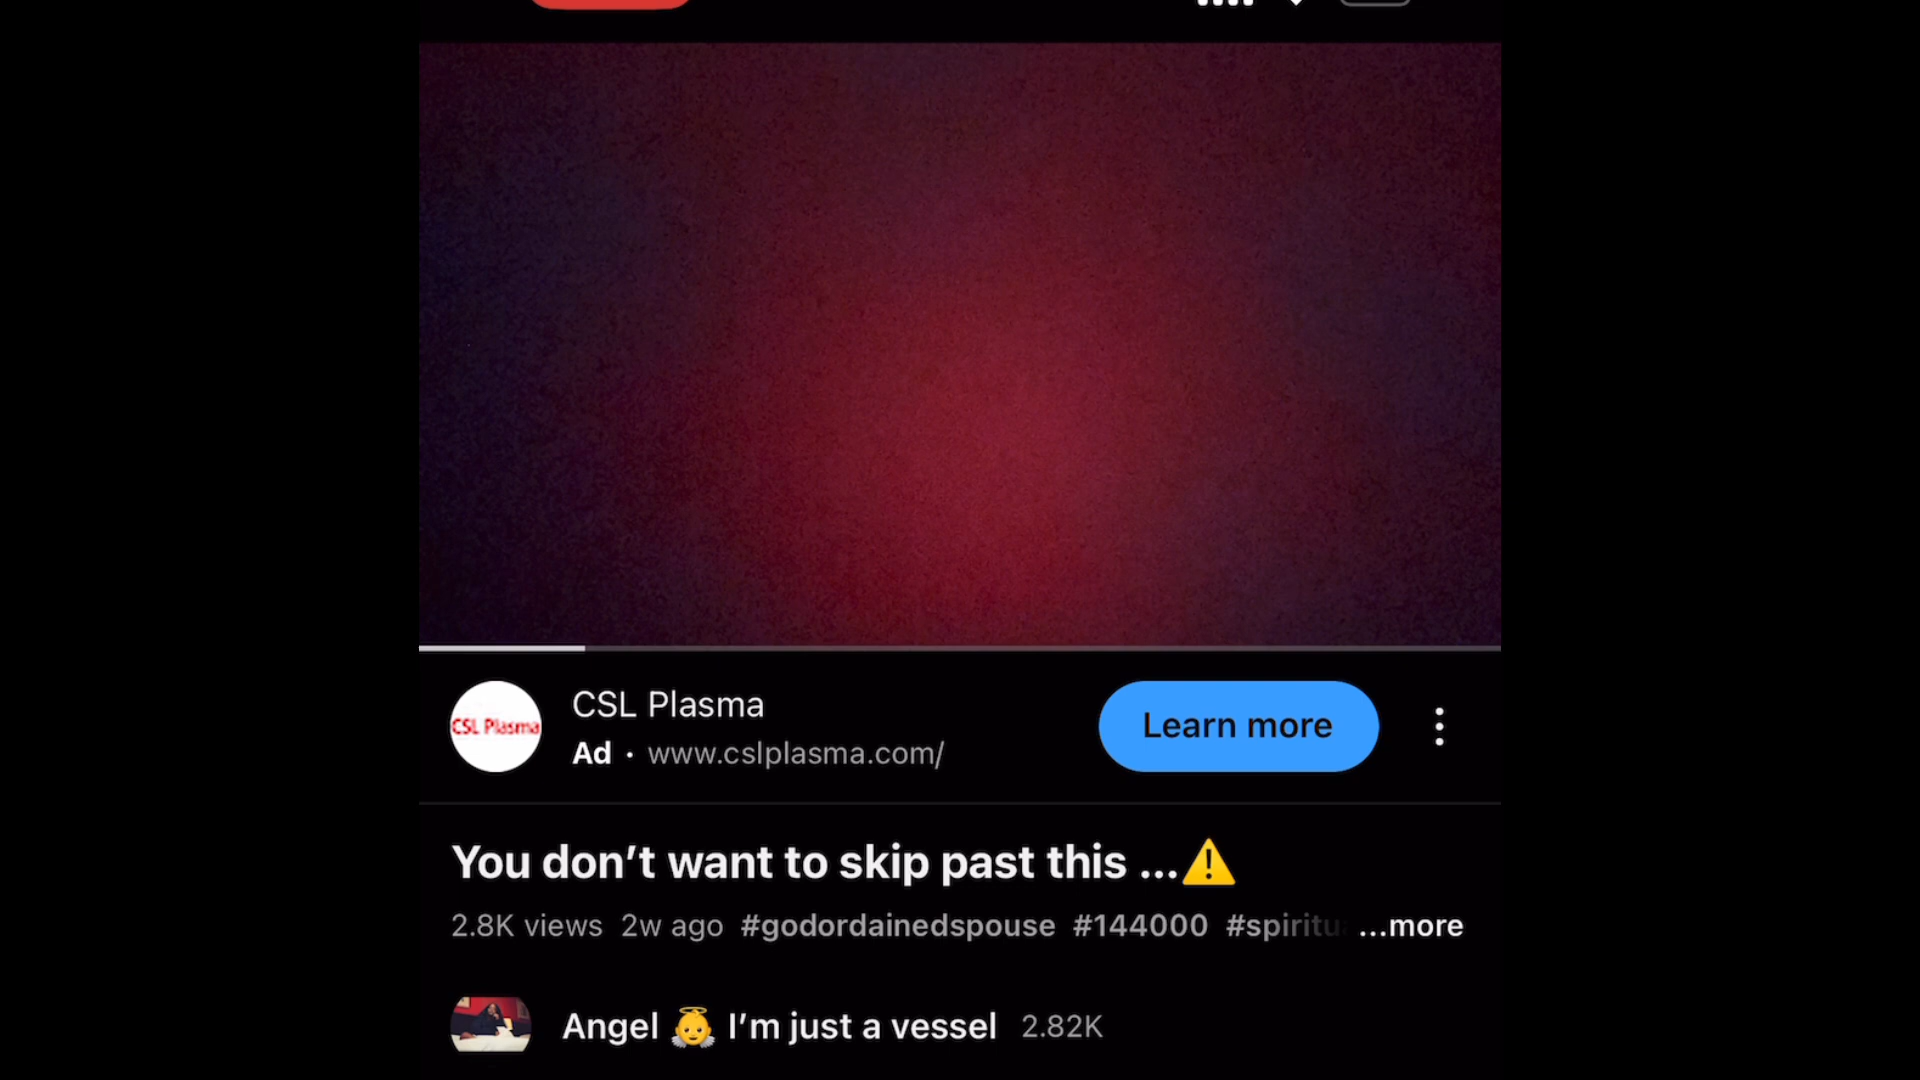 CSL Plasma
CSL Plasma
Ad · www.cslplasma.com/
Learn more
You don’t want to skip past this ...⚠️
2.8K views 2w ago #godordainedspouse #144000 #spiritu ...more
Angel 👼 I’m just a vessel 2.82K